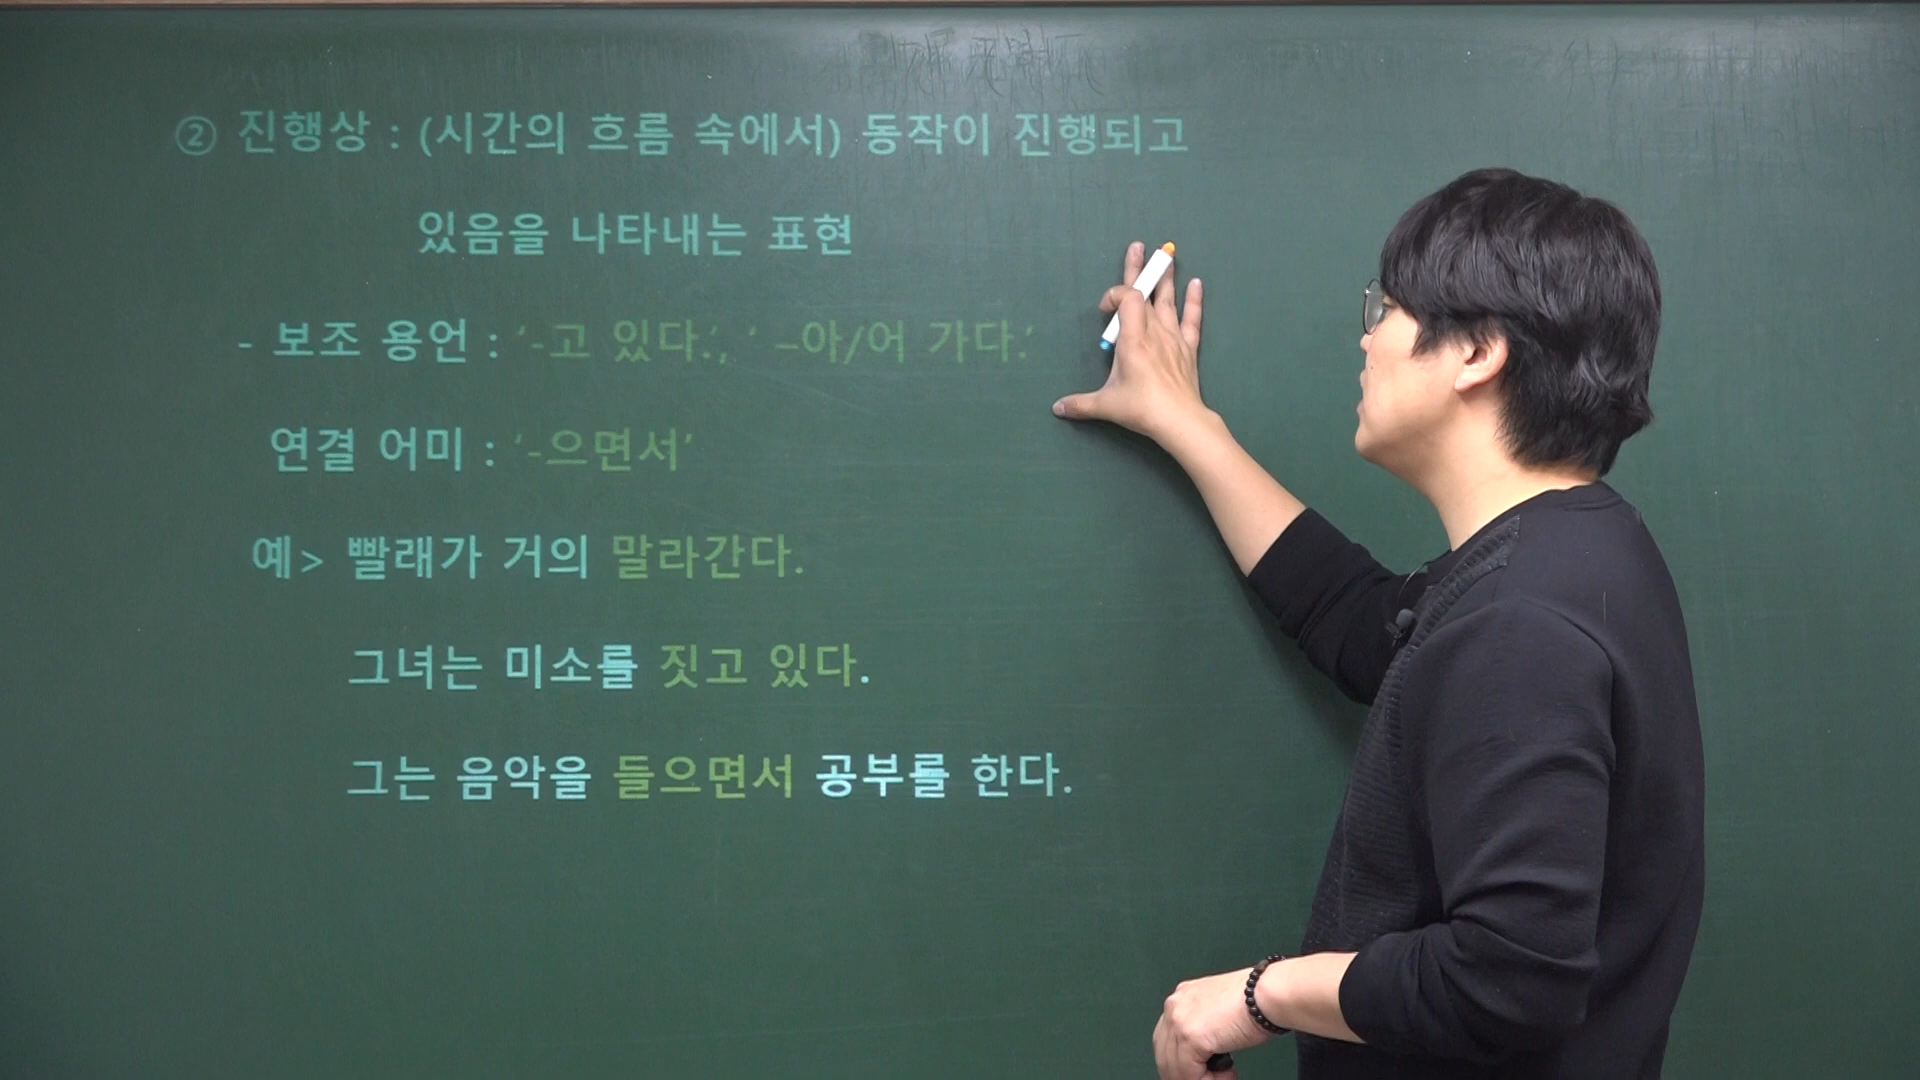 ② 진행상 : (시간의 흐름 속에서) 동작이 진행되고
있음을 나타내는 표현
- 보조 용언 : ‘-고 있다.’, ‘ –아/어 가다.’
연결 어미 : ‘-으면서’
예> 빨래가 거의 말라간다.
그녀는 미소를 짓고 있다.
그는 음악을 들으면서 공부를 한다.